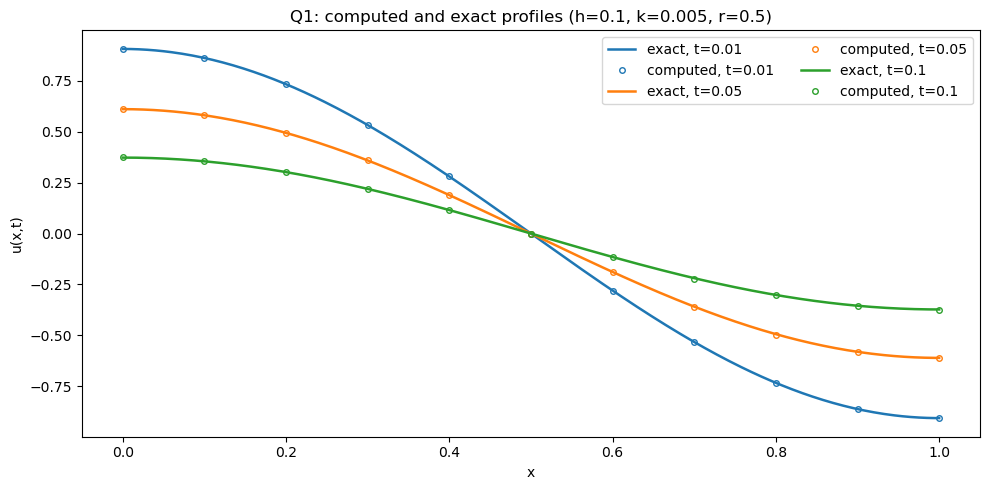 Q1: computed and exact profiles (h=0.1, k=0.005, r=0.5)
exact, t=0.01
computed, t=0.01
exact, t=0.05
computed, t=0.05
exact, t=0.1
computed, t=0.1
u(x,t)
0.75
0.50
0.25
0.00
−0.25
−0.50
−0.75
0.0 0.2 0.4 0.6 0.8 1.0
x